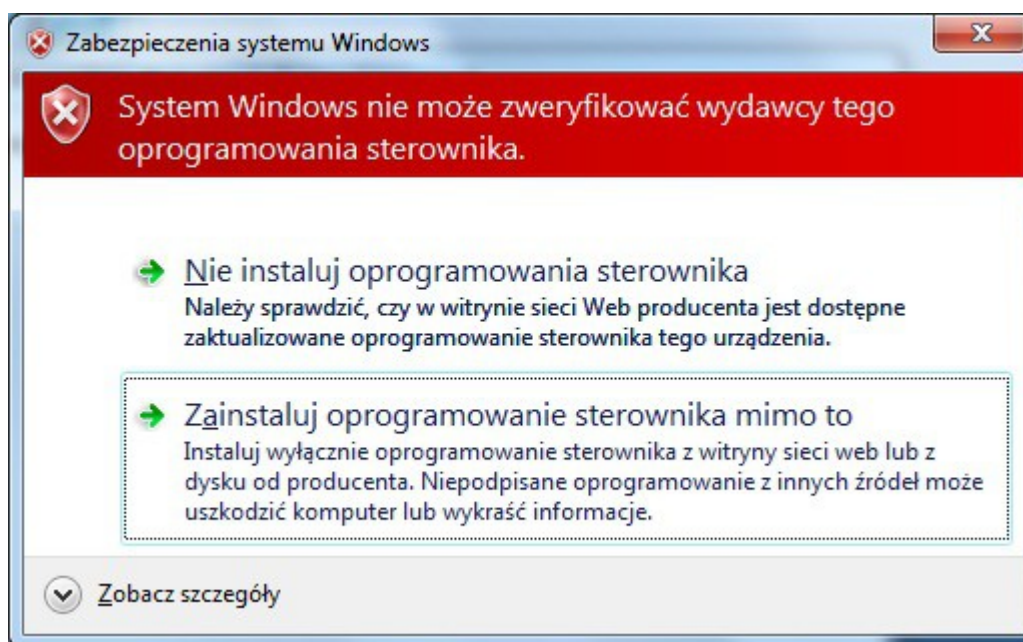 Zabezpieczenia systemu Windows
System Windows nie może zweryfikować wydawcy tego
oprogramowania sterownika.
Nie instaluj oprogramowania sterownika
Należy sprawdzić, czy w witrynie sieci Web producenta jest dostępne
zaktualizowane oprogramowanie sterownika tego urządzenia.
Zainstaluj oprogramowanie sterownika mimo to
Instaluj wyłącznie oprogramowanie sterownika z witryny sieci web lub z
dysku od producenta. Niepodpisane oprogramowanie z innych źródeł może
uszkodzić komputer lub wykraść informacje.
Zobacz szczegóły